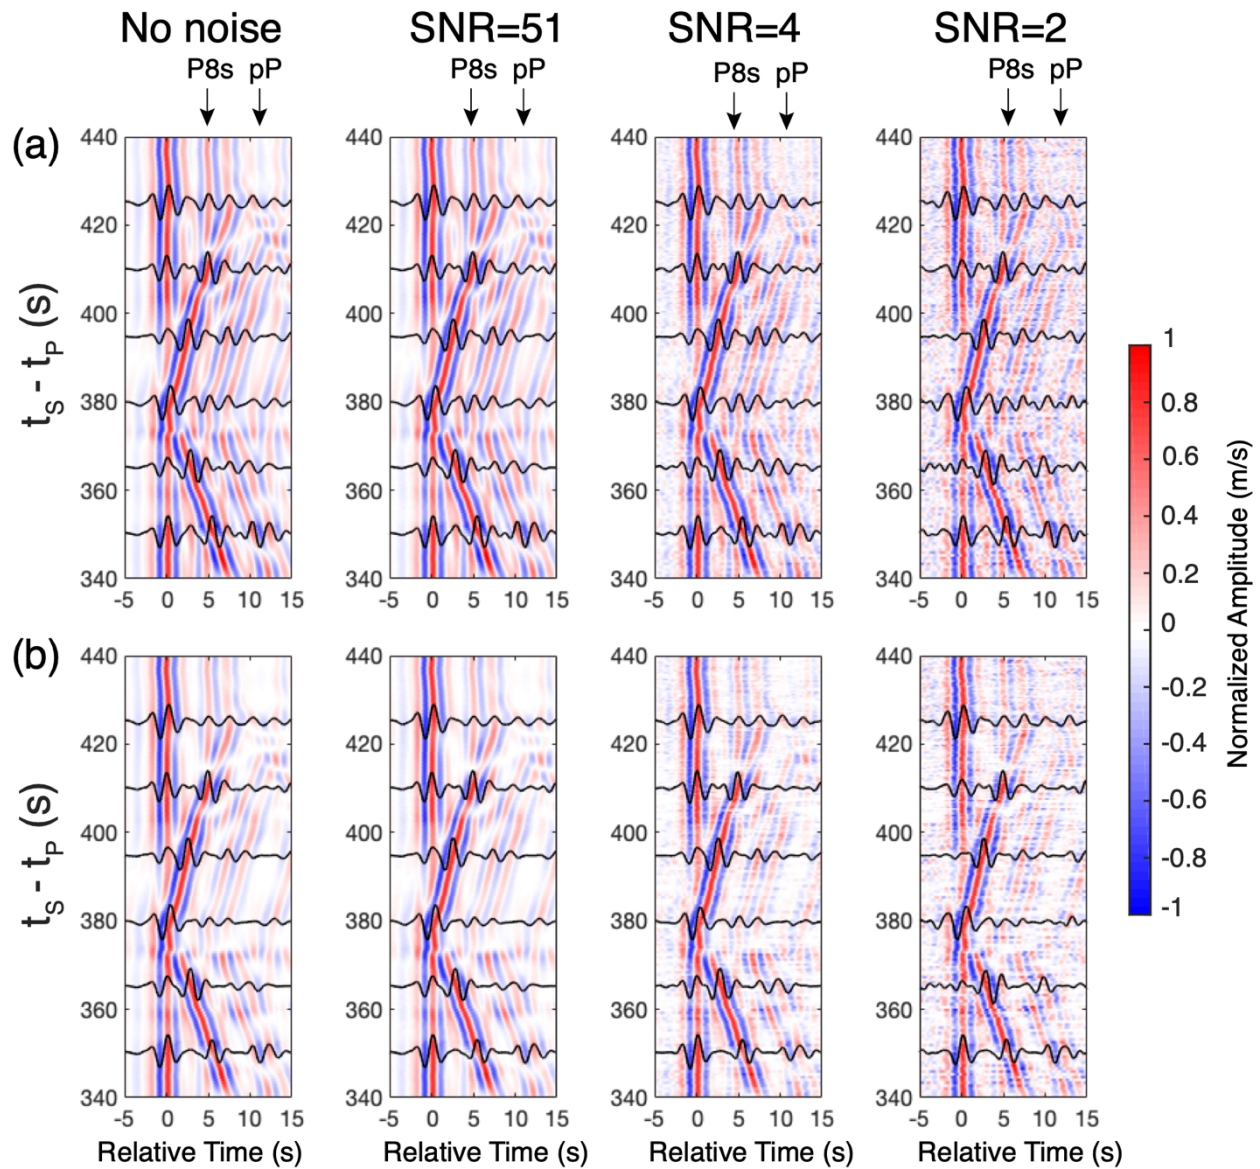 No noise SNR=51 SNR=4 SNR=2
P8s pP P8s pP P8s pP P8s pP
(a)
440 440 440 440
420 420 420 420
400 400 400 400
380 380 380 380
360 360 360 360
340 340 340 340
-5 0 5 10 15 -5 0 5 10 15 -5 0 5 10 15 -5 0 5 10 15
tS - tP (s)
(b)
440 440 440 440
420 420 420 420
400 400 400 400
380 380 380 380
360 360 360 360
340 340 340 340
-5 0 5 10 15 -5 0 5 10 15 -5 0 5 10 15 -5 0 5 10 15
tS - tP (s)
Relative Time (s) Relative Time (s) Relative Time (s) Relative Time (s)
1
0.8
0.6
0.4
0.2
0
-0.2
-0.4
-0.6
-0.8
-1
Normalized Amplitude (m/s)